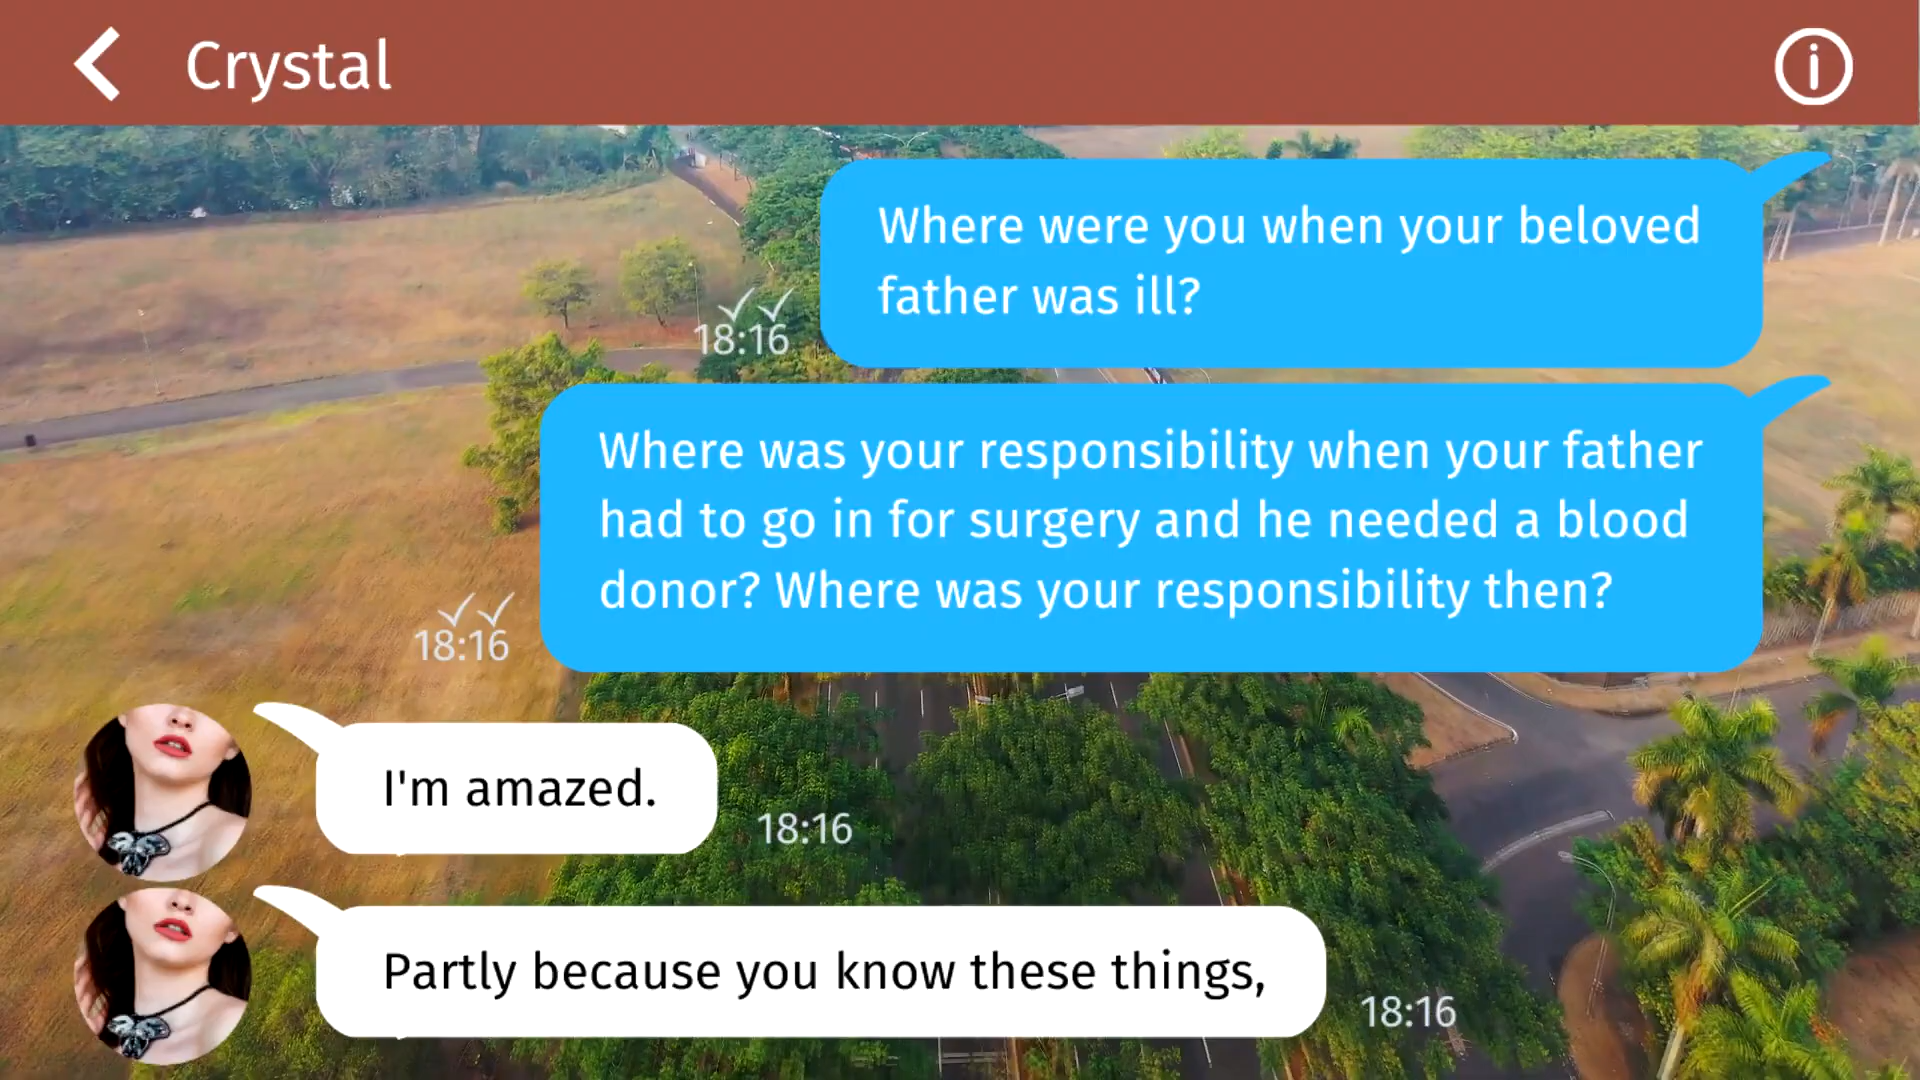 Crystal
Where were you when your beloved
father was ill?
18:16
Where was your responsibility when your father
had to go in for surgery and he needed a blood
donor? Where was your responsibility then?
18:16
I'm amazed.
18:16
Partly because you know these things,
18:16